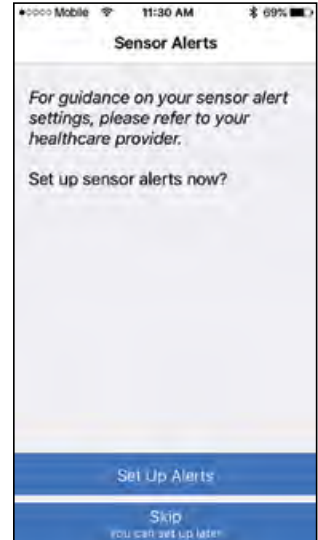 Mobile 11:30 AM 69%
Sensor Alerts
For guidance on your sensor alert
settings, please refer to your
healthcare provider.
Set up sensor alerts now?
Set Up Alerts
Skip
you can set up later